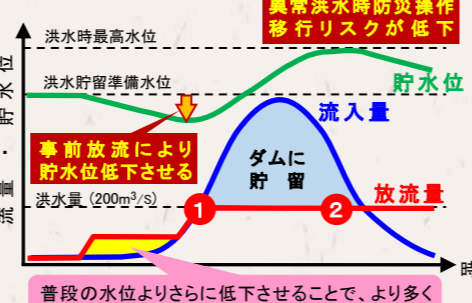 異常洪水時防災操作
移行リスクが低下
洪水時最高水位
洪水貯留準備水位
貯水位
流入量
事前放流により
貯水位低下させる
ダムに
貯留
洪水量（200m³/S）
放流量
1
2
流量・貯水位
時
普段の水位よりさらに低下させることで、より多く